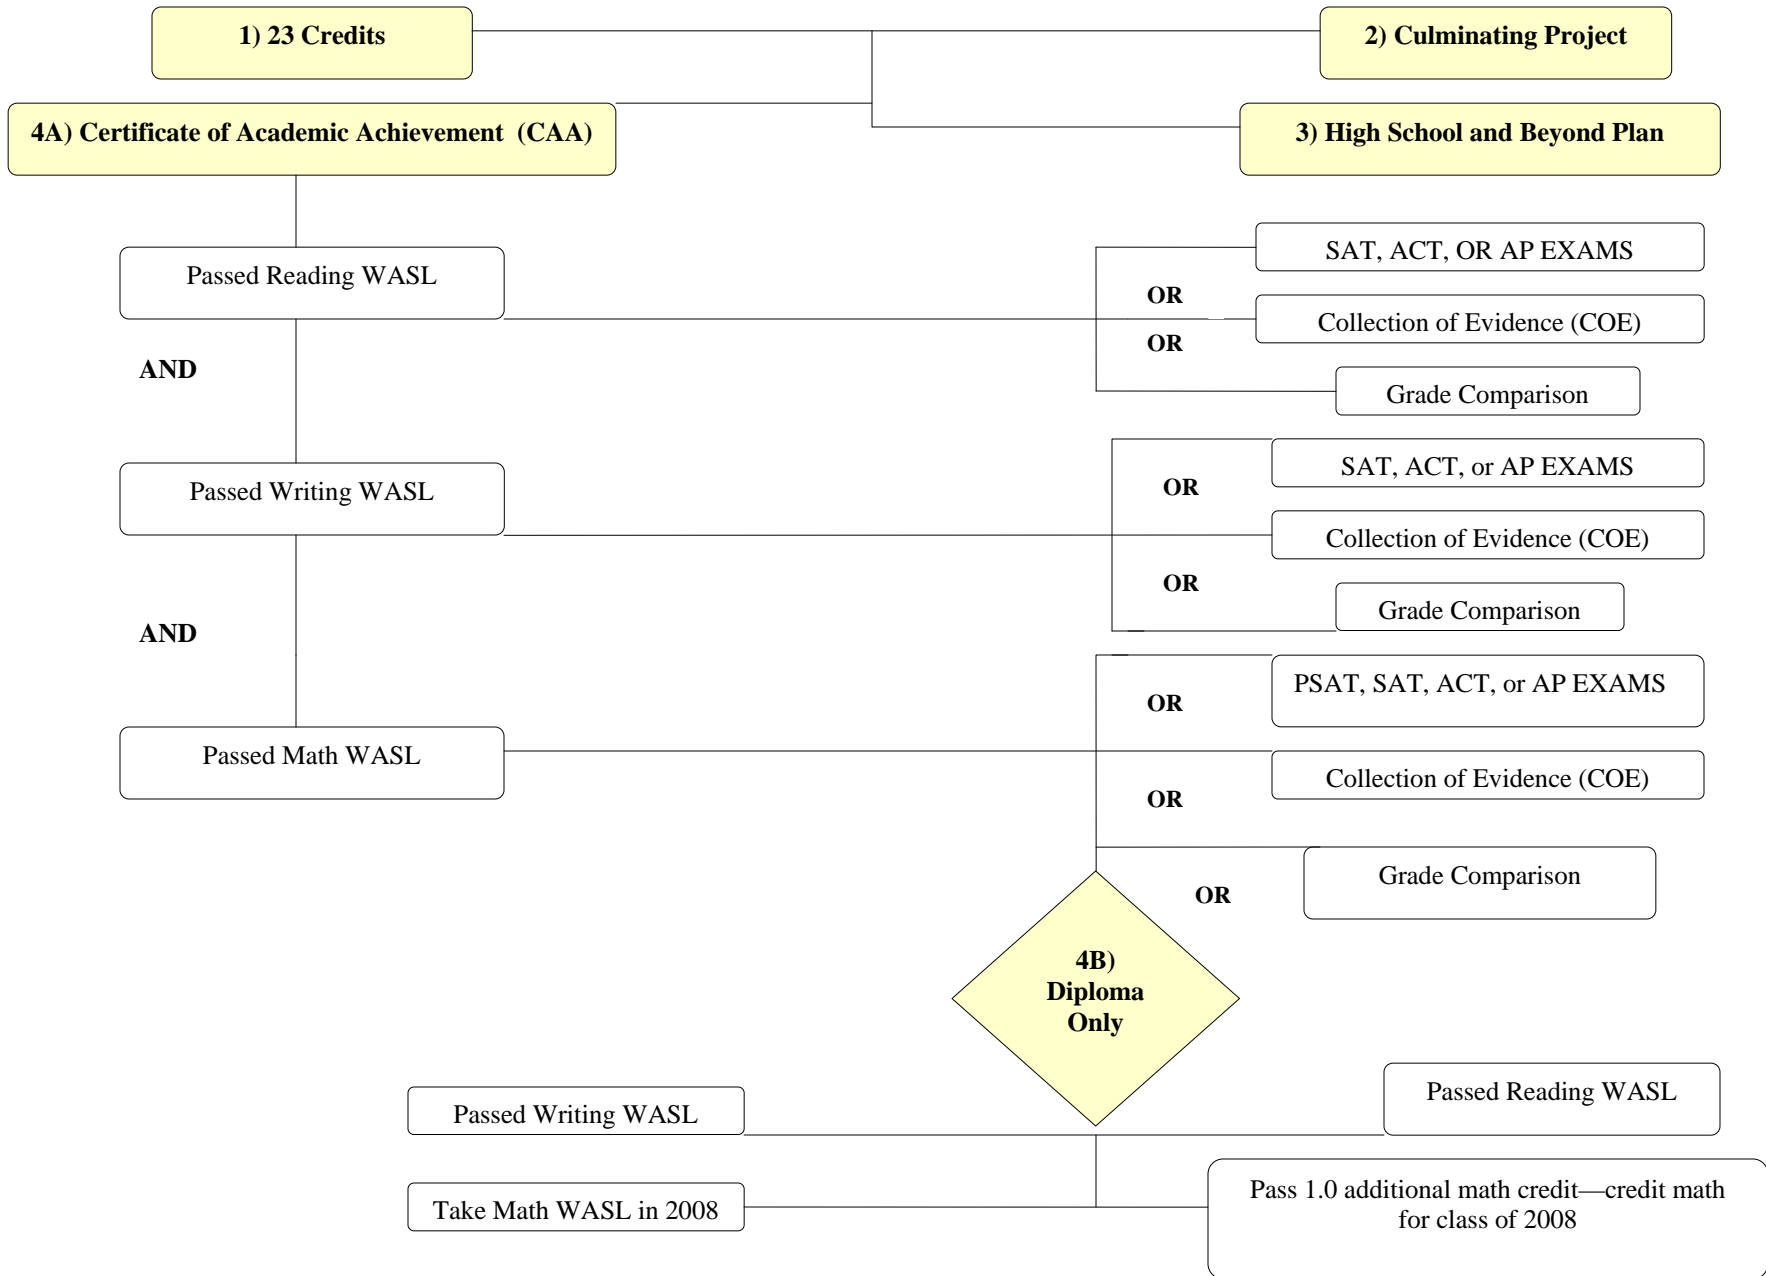 1) 23 Credits
2) Culminating Project
4A) Certificate of Academic Achievement (CAA)
3) High School and Beyond Plan
Passed Reading WASL
SAT, ACT, OR AP EXAMS
OR
Collection of Evidence (COE)
OR
Grade Comparison
AND
Passed Writing WASL
SAT, ACT, or AP EXAMS
OR
Collection of Evidence (COE)
OR
Grade Comparison
AND
Passed Math WASL
PSAT, SAT, ACT, or AP EXAMS
OR
Collection of Evidence (COE)
OR
Grade Comparison
OR
4B)
Diploma
Only
Passed Writing WASL
Passed Reading WASL
Take Math WASL in 2008
Pass 1.0 additional math credit—credit math
for class of 2008